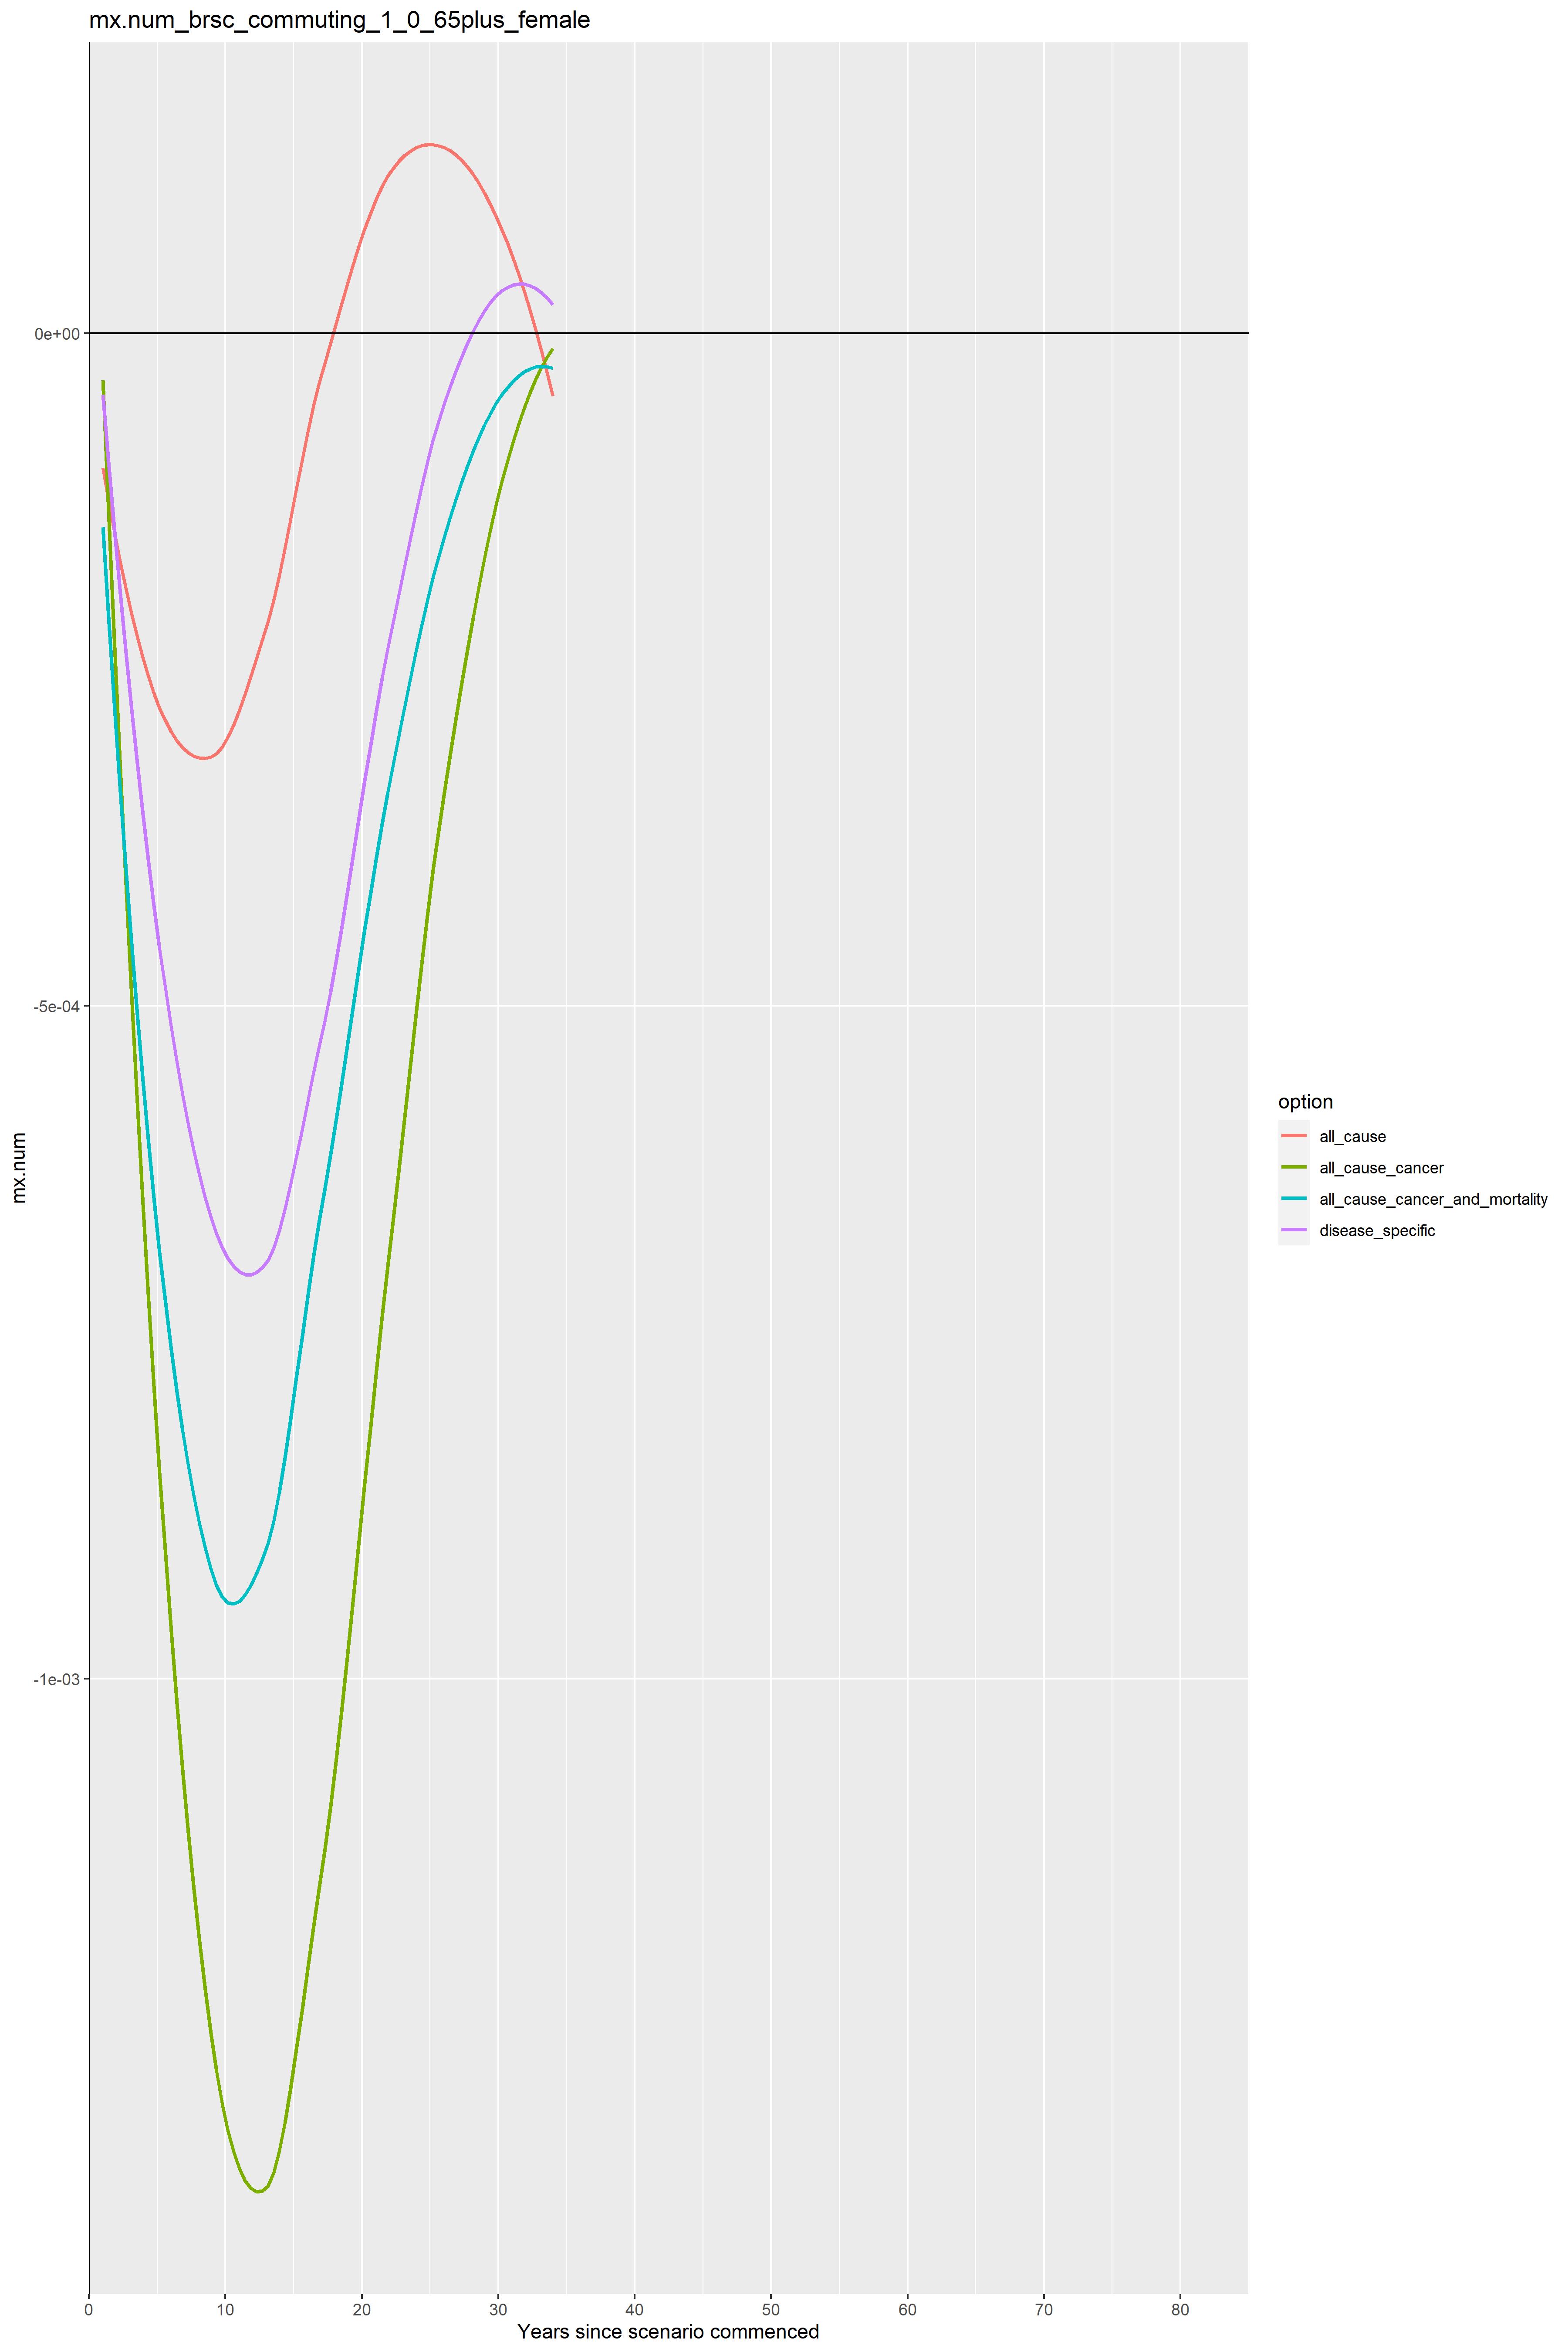 mx.num_brsc_commuting_1_0_65plus_female
0e+00
-5e-04
-1e-03
mx.num
0 10 20 30 40 50 60 70 80
Years since scenario commenced
option
all_cause
all_cause_cancer
all_cause_cancer_and_mortality
disease_specific